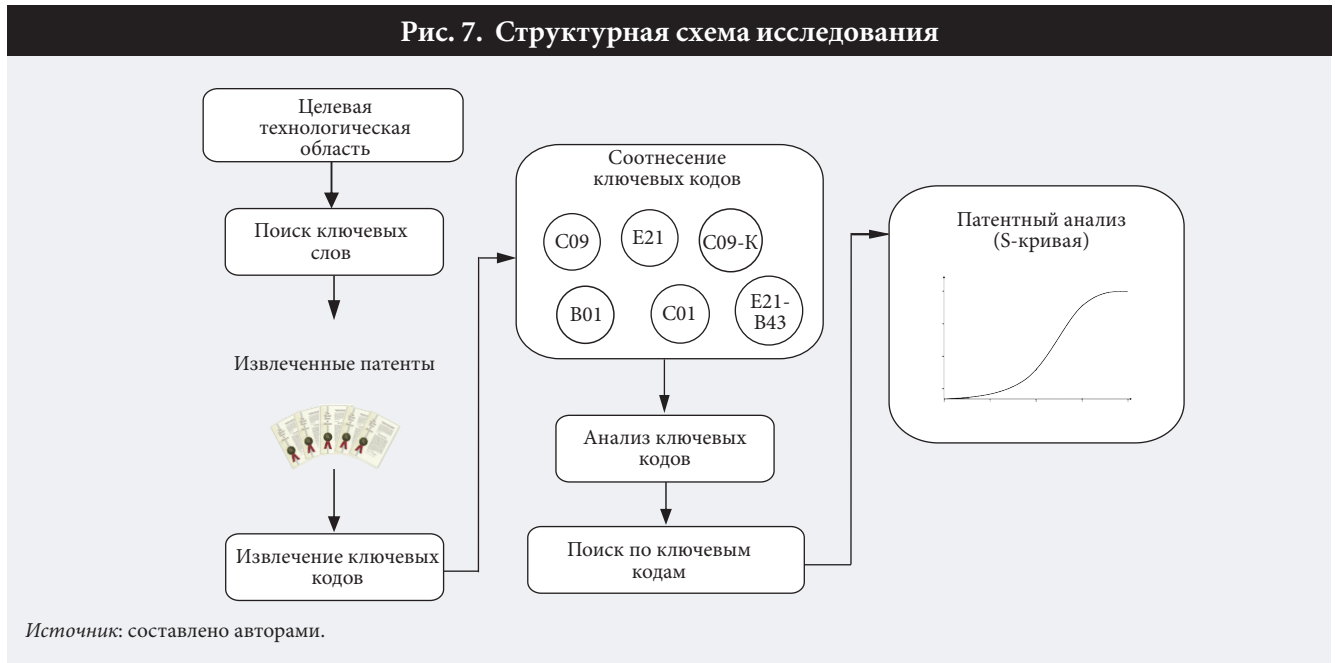 Рис. 7. Структурная схема исследования
Целевая
технологическая
область
Поиск ключевых
слов
Извлеченные патенты
Извлечение ключевых
кодов
Соотнесение
ключевых кодов
C09
E21
C09-К
B01
C01
E21-
B43
Анализ ключевых
кодов
Поиск по ключевым
кодам
Патентный анализ
(S-кривая)
Источник: составлено авторами.